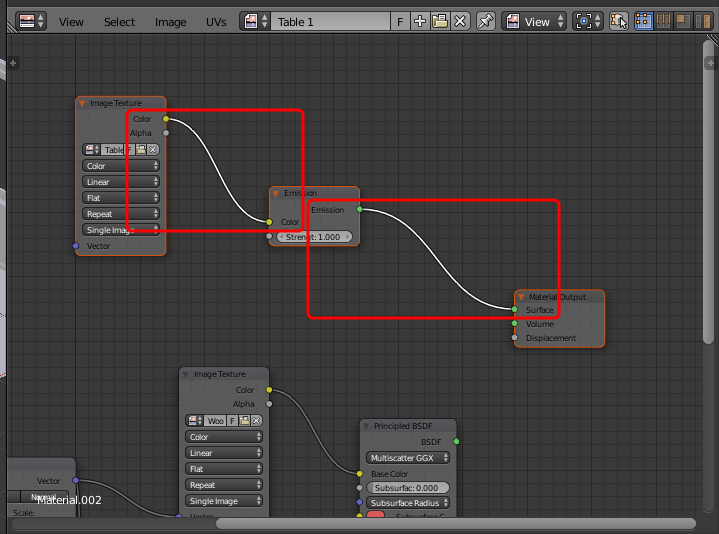 View Select Image UVs Table 1 F View
Image Texture
Color
Alpha
Table F
Color
Linear
Flat
Repeat
Single Image
Vector
Emission
Emission
Color
Strengt: 1.000
Material Output
Surface
Volume
Displacement
Image Texture
Color
Alpha
Woo F
Color
Linear
Flat
Repeat
Single Image
Vector
Principled BSDF
BSDF
Multiscatter GGX
Base Color
Subsurfac: 0.000
Subsurface Radius
Vector
Normal
Material.002
Scale: